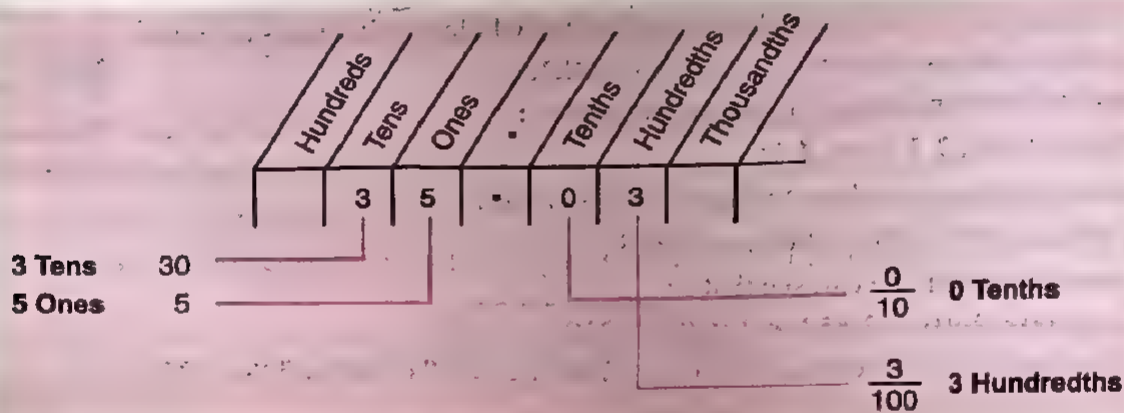 Hundreds Tens Ones . Tenths Hundredths Thousandths
3 5 . 0 3
3 Tens 30
5 Ones 5
0/10 0 Tenths
3/100 3 Hundredths